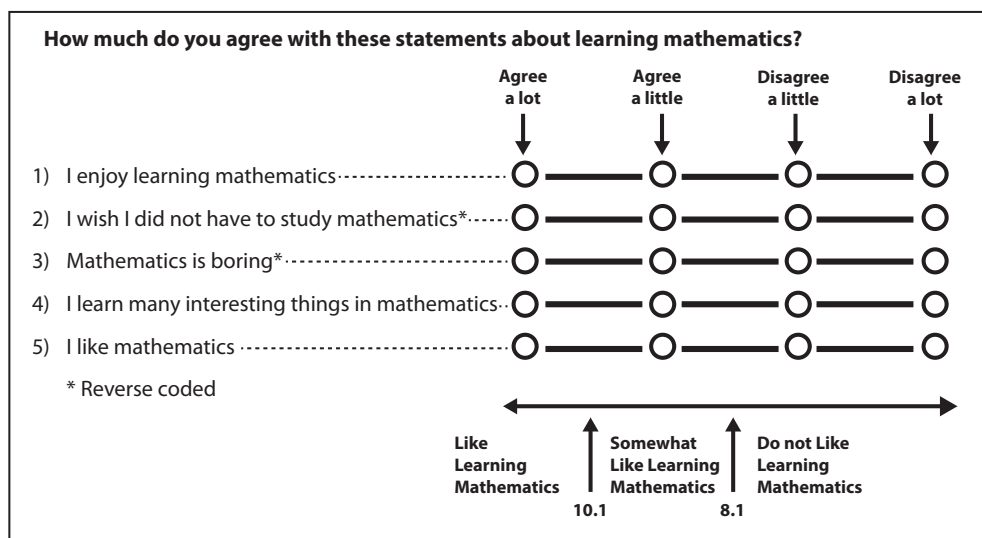 How much do you agree with these statements about learning mathematics?
Agree a lot
Agree a little
Disagree a little
Disagree a lot
1) I enjoy learning mathematics
2) I wish I did not have to study mathematics*
3) Mathematics is boring*
4) I learn many interesting things in mathematics
5) I like mathematics
* Reverse coded
Like Learning Mathematics
10.1
Somewhat Like Learning Mathematics
8.1
Do not Like Learning Mathematics